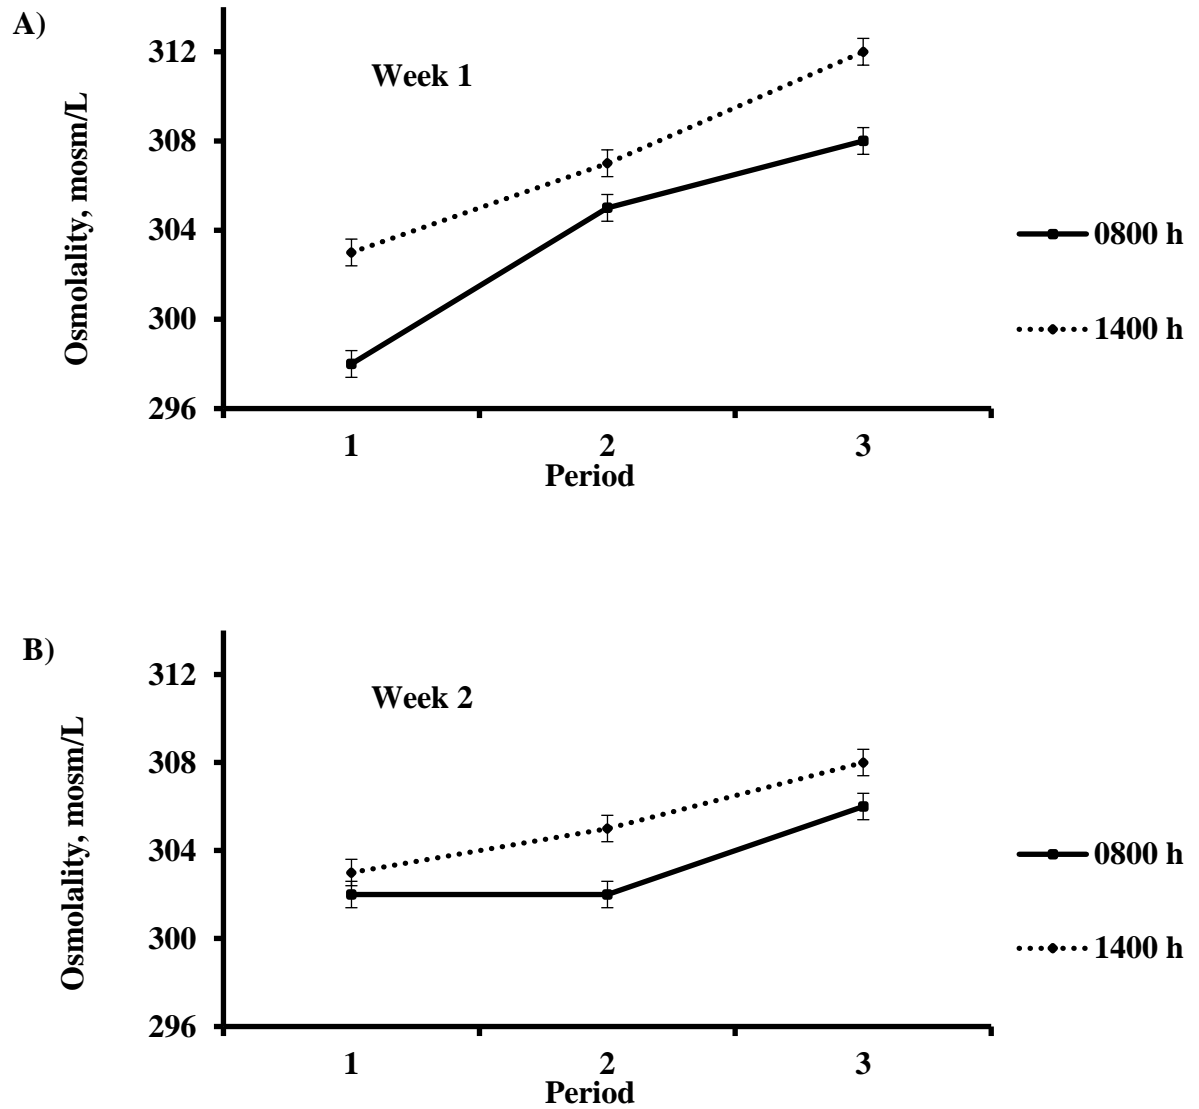 A)
Week 1
Osmolality, mosm/L
312
308
304
300
296
1
2
3
Period
0800 h
1400 h
B)
Week 2
Osmolality, mosm/L
312
308
304
300
296
1
2
3
Period
0800 h
1400 h